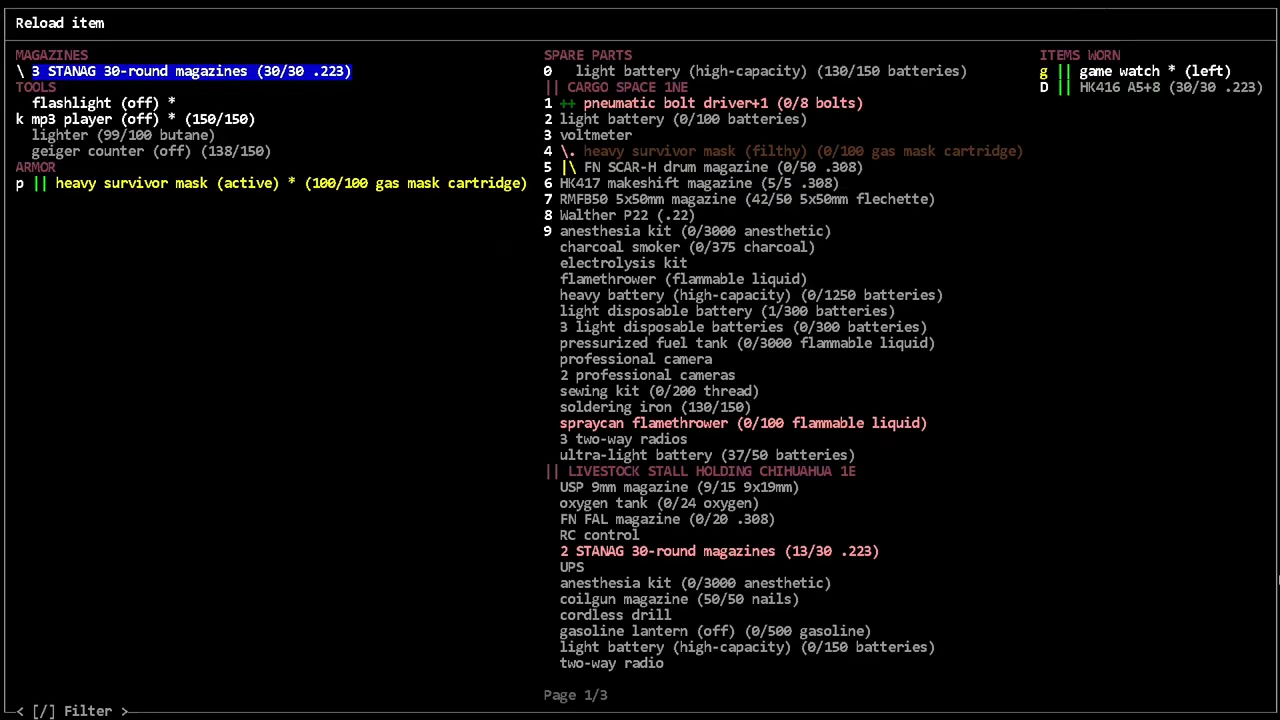 Reload item
MAGAZINES
\ 3 STANAG 30-round magazines (30/30 .223)
TOOLS
flashlight (off) *
k mp3 player (off) * (150/150)
lighter (99/100 butane)
geiger counter (off) (138/150)
ARMOR
p || heavy survivor mask (active) * (100/100 gas mask cartridge)
SPARE PARTS
0 light battery (high-capacity) (130/150 batteries)
|| CARGO SPACE 1NE
1 ++ pneumatic bolt driver+1 (0/8 bolts)
2 light battery (0/100 batteries)
3 voltmeter
4 \. heavy survivor mask (filthy) (0/100 gas mask cartridge)
5 |\ FN SCAR-H drum magazine (0/50 .308)
6 HK417 makeshift magazine (5/5 .308)
7 RMFB50 5x50mm magazine (42/50 5x50mm flechette)
8 Walther P22 (.22)
9 anesthesia kit (0/3000 anesthetic)
charcoal smoker (0/375 charcoal)
electrolysis kit
flamethrower (flammable liquid)
heavy battery (high-capacity) (0/1250 batteries)
light disposable battery (1/300 batteries)
3 light disposable batteries (0/300 batteries)
pressurized fuel tank (0/3000 flammable liquid)
professional camera
2 professional cameras
sewing kit (0/200 thread)
soldering iron (130/150)
spraycan flamethrower (0/100 flammable liquid)
3 two-way radios
ultra-light battery (37/50 batteries)
|| LIVESTOCK STALL HOLDING CHIHUAHUA 1E
USP 9mm magazine (9/15 9x19mm)
oxygen tank (0/24 oxygen)
FN FAL magazine (0/20 .308)
RC control
2 STANAG 30-round magazines (13/30 .223)
UPS
anesthesia kit (0/3000 anesthetic)
coilgun magazine (50/50 nails)
cordless drill
gasoline lantern (off) (0/500 gasoline)
light battery (high-capacity) (0/150 batteries)
two-way radio
Page 1/3
ITEMS WORN
g || game watch * (left)
D || HK416 A5+8 (30/30 .223)
< [/] Filter >